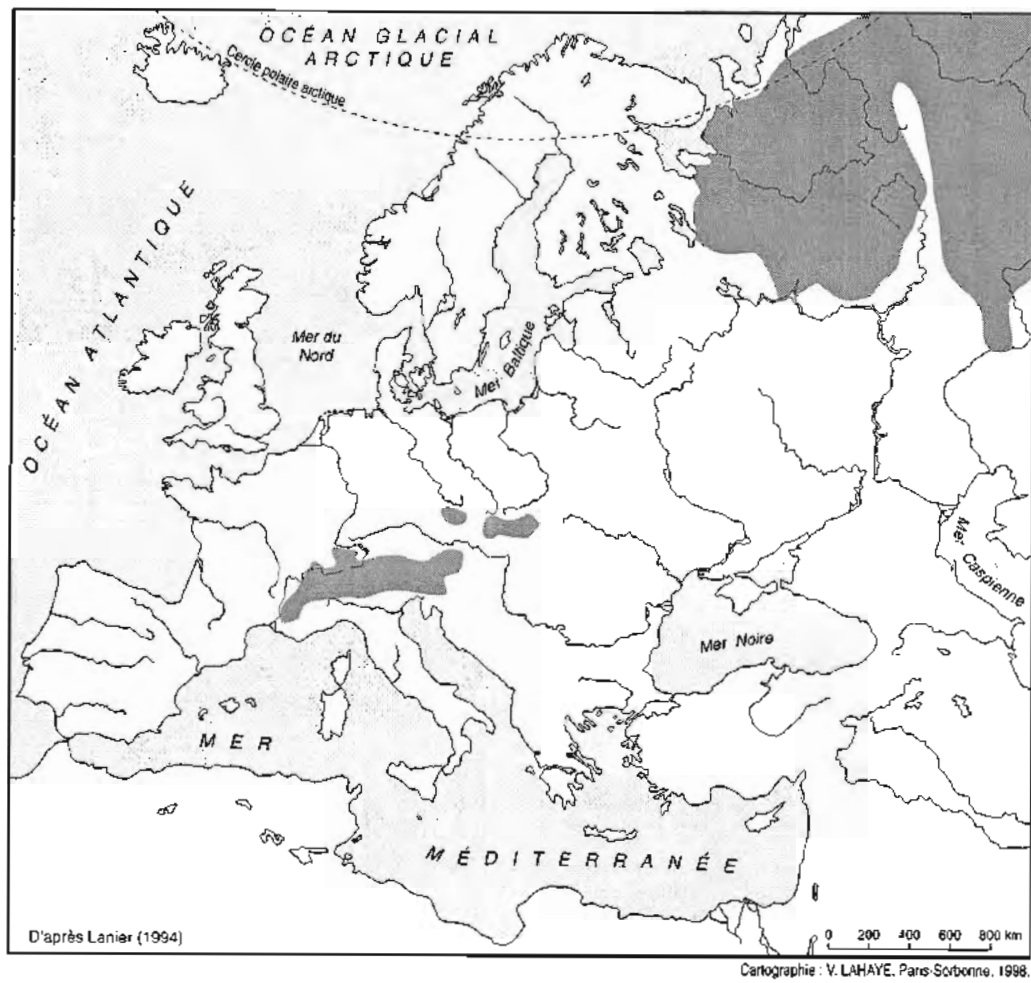 OCÉAN GLACIAL
ARCTIQUE
Cercle polaire arctique
OCÉAN ATLANTIQUE
Mer du
Nord
Mer Baltique
Mer Caspienne
Mer Noire
MER
MÉDITERRANÉE
D'après Lanier (1994)
0 200 400 600 800 km
Cartographie : V. LAHAYE, Paris-Sorbonne, 1998.